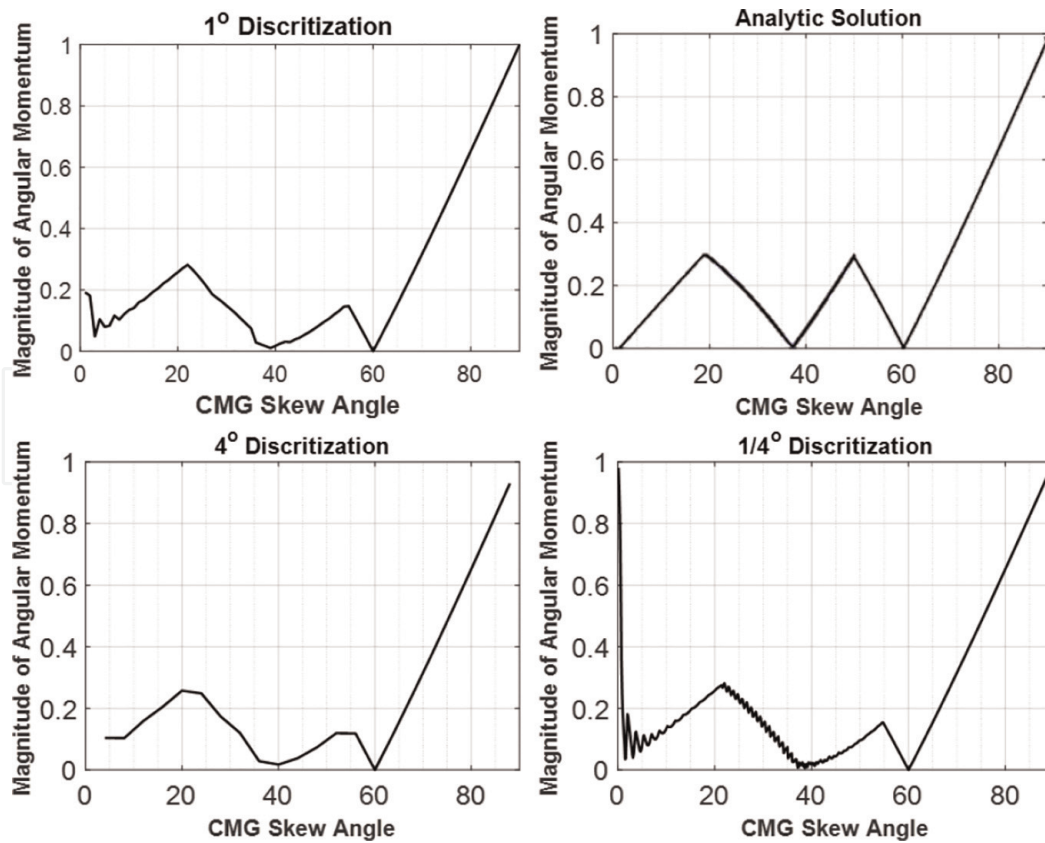 1° Discritization
Magnitude of Angular Momentum
1
0.8
0.6
0.4
0.2
0
0 20 40 60 80
CMG Skew Angle
Analytic Solution
Magnitude of Angular Momentum
1
0.8
0.6
0.4
0.2
0
0 20 40 60 80
CMG Skew Angle
4° Discritization
Magnitude of Angular Momentum
1
0.8
0.6
0.4
0.2
0
0 20 40 60 80
CMG Skew Angle
1/4° Discritization
Magnitude of Angular Momentum
1
0.8
0.6
0.4
0.2
0
0 20 40 60 80
CMG Skew Angle